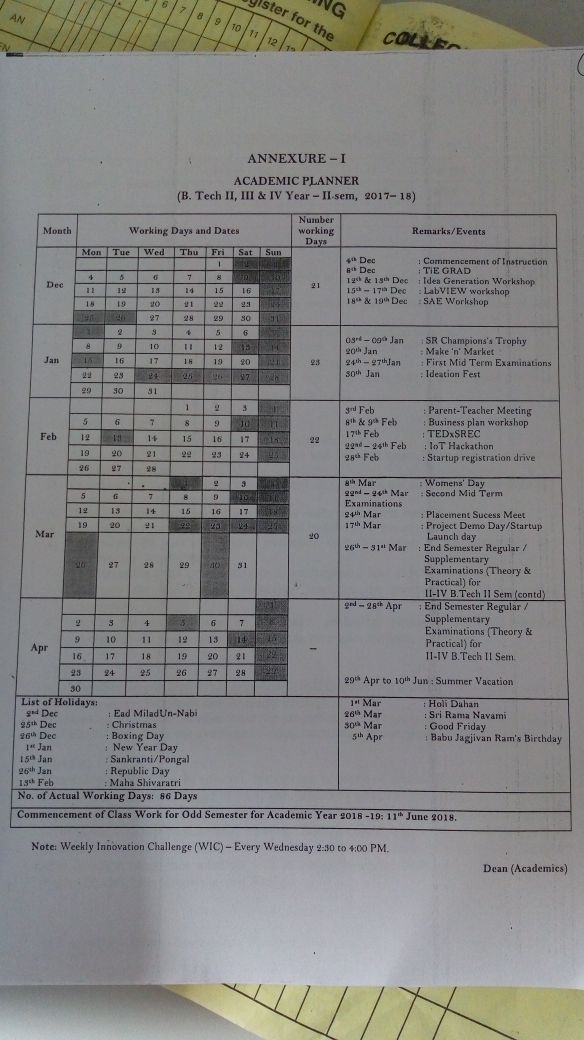 NING
gister for the
COLLEG
AN
EN
6 7 8 9 10 11 12
ANNEXURE – I
ACADEMIC PLANNER
(B. Tech II, III & IV Year – II-sem, 2017– 18)
Month Working Days and Dates Number working Days Remarks/Events
Mon Tue Wed Thu Fri Sat Sun
Dec 21
1 2
4 5 6 7 8 9 10
11 12 13 14 15 16 17
18 19 20 21 22 23 24
25 26 27 28 29 30 31
4th Dec : Commencement of Instruction
8th Dec : TiE GRAD
12th & 13th Dec : Idea Generation Workshop
15th – 17th Dec : LabVIEW workshop
18th & 19th Dec : SAE Workshop
Jan 23
1 2 3 4 5 6
8 9 10 11 12 13 14
15 16 17 18 19 20 21
22 23 24 25 26 27 28
29 30 31
03rd – 09th Jan : SR Champions's Trophy
20th Jan : Make 'n' Market
24th – 27thJan : First Mid Term Examinations
30th Jan : Ideation Fest
Feb 22
1 2 3
5 6 7 8 9 10 11
12 13 14 15 16 17 18
19 20 21 22 23 24 25
26 27 28
3rd Feb : Parent-Teacher Meeting
8th & 9th Feb : Business plan workshop
17th Feb : TEDxSREC
22nd – 24th Feb : IoT Hackathon
28th Feb : Startup registration drive
Mar 20
2 3
5 6 7 8 9 10
12 13 14 15 16 17 18
19 20 21 22 23 24 25
26 27 28 29 30 31
8th Mar : Womens' Day
22nd – 24th Mar : Second Mid Term
Examinations
24th Mar : Placement Sucess Meet
17th Mar : Project Demo Day/Startup
Launch day
26th – 31st Mar : End Semester Regular /
Supplementary
Examinations (Theory &
Practical) for
II-IV B.Tech II Sem (contd)
Apr –
2 3 4 5 6 7 8
9 10 11 12 13 14 15
16 17 18 19 20 21 22
23 24 25 26 27 28 29
30
2nd – 28th Apr : End Semester Regular /
Supplementary
Examinations (Theory &
Practical) for
II-IV B.Tech II Sem.
29th Apr to 10th Jun : Summer Vacation
List of Holidays:
2nd Dec : Ead MiladUn-Nabi
25th Dec : Christmas
26th Dec : Boxing Day
1st Jan : New Year Day
15th Jan : Sankranti/Pongal
26th Jan : Republic Day
13th Feb : Maha Shivaratri
1st Mar : Holi Dahan
26th Mar : Sri Rama Navami
30th Mar : Good Friday
5th Apr : Babu Jagjivan Ram's Birthday
No. of Actual Working Days: 86 Days
Commencement of Class Work for Odd Semester for Academic Year 2018 -19: 11th June 2018.
Note: Weekly Innovation Challenge (WIC) – Every Wednesday 2:30 to 4:00 PM.
Dean (Academics)